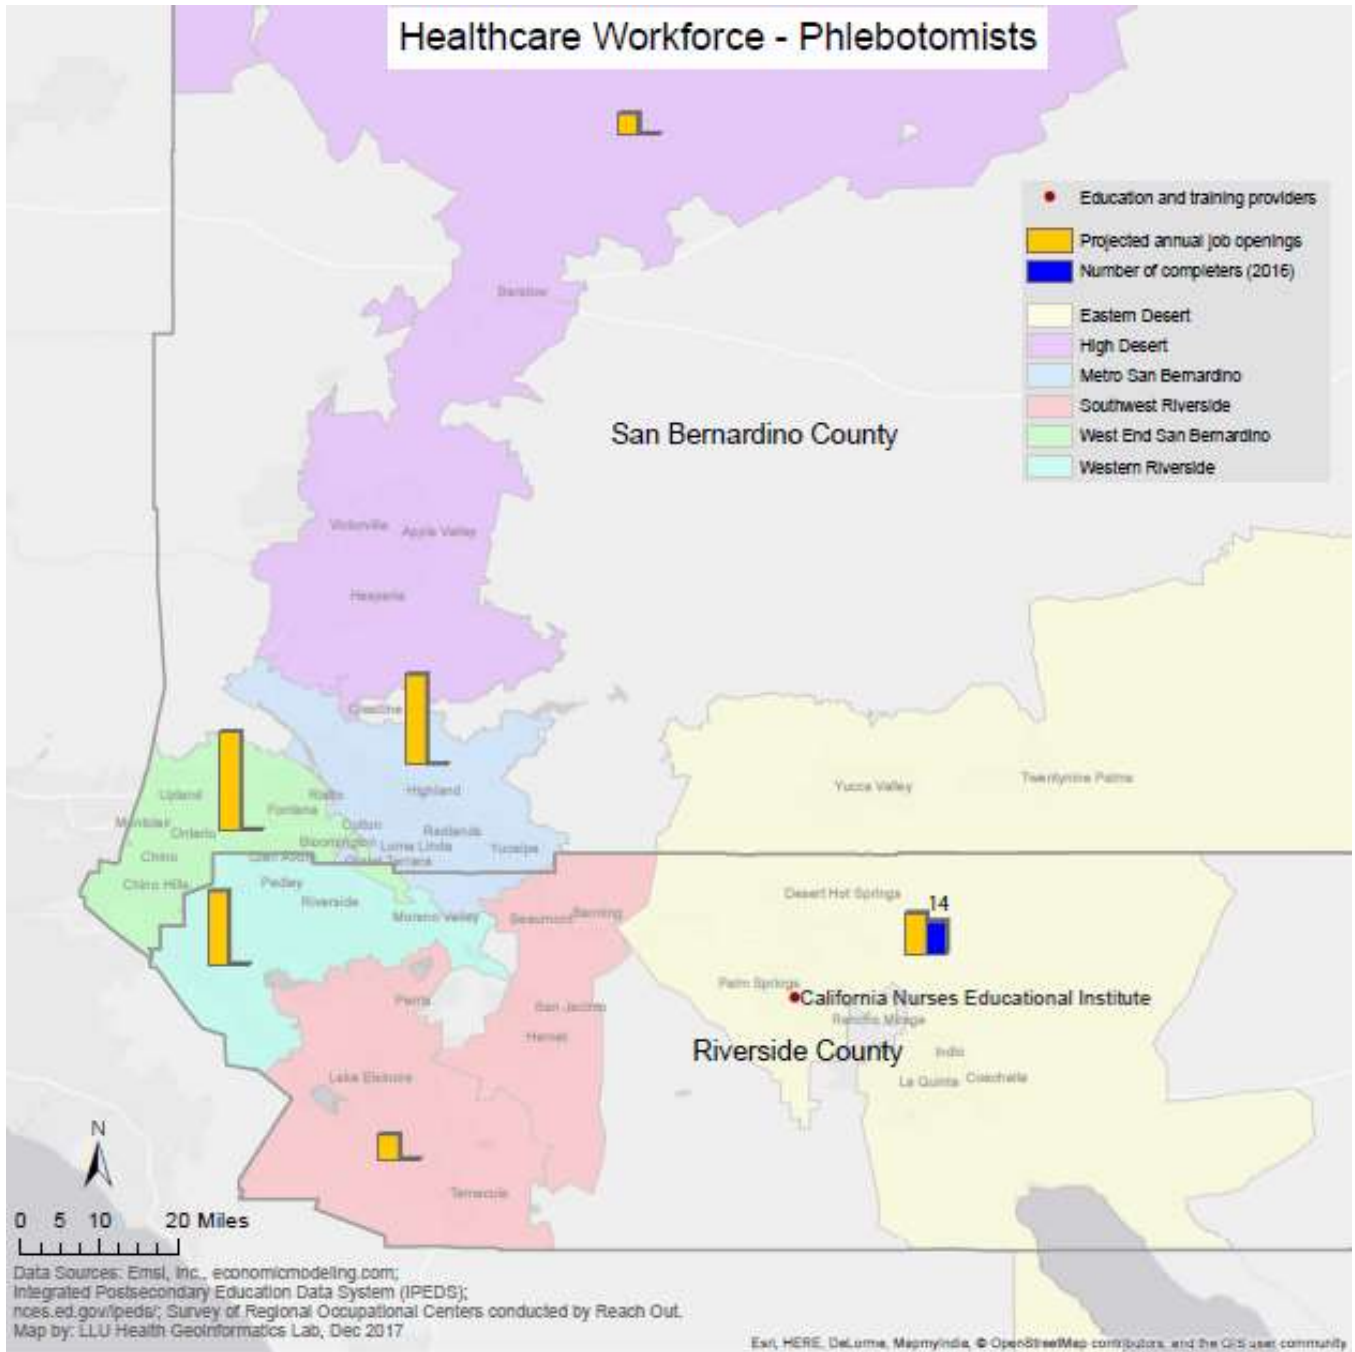 Healthcare Workforce - Phlebotomists
Education and training providers
Projected annual job openings
Number of completers (2016)
Eastern Desert
High Desert
Metro San Bernardino
Southwest Riverside
West End San Bernardino
Western Riverside
Barstow
San Bernardino County
Victorville
Apple Valley
Hesperia
Crestline
Yucca Valley
Twentynine Palms
Highland
Upland
Rialto
Fontana
Montclair
Ontario
Colton
Redlands
Bloomington
Loma Linda
Yucaipa
Chino
Glen Avon
Grand Terrace
Chino Hills
Pedley
Riverside
Moreno Valley
Beaumont
Banning
Desert Hot Springs
14
Palm Springs
California Nurses Educational Institute
Rancho Mirage
Perris
San Jacinto
Hemet
Riverside County
Indio
La Quinta
Coachella
Lake Elsinore
Temecula
N
0 5 10 20 Miles
Data Sources: Emsi, Inc., economicmodeling.com;
Integrated Postsecondary Education Data System (IPEDS);
nces.ed.gov/ipeds/; Survey of Regional Occupational Centers conducted by Reach Out.
Map by: LLU Health Geoinformatics Lab, Dec 2017
Esri, HERE, DeLorme, MapmyIndia, © OpenStreetMap contributors, and the GIS user community